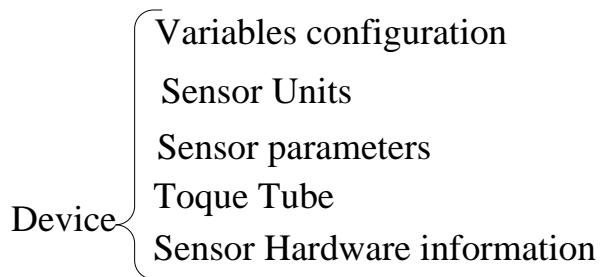 Variables configuration
Sensor Units
Sensor parameters
Toque Tube
Device
Sensor Hardware information